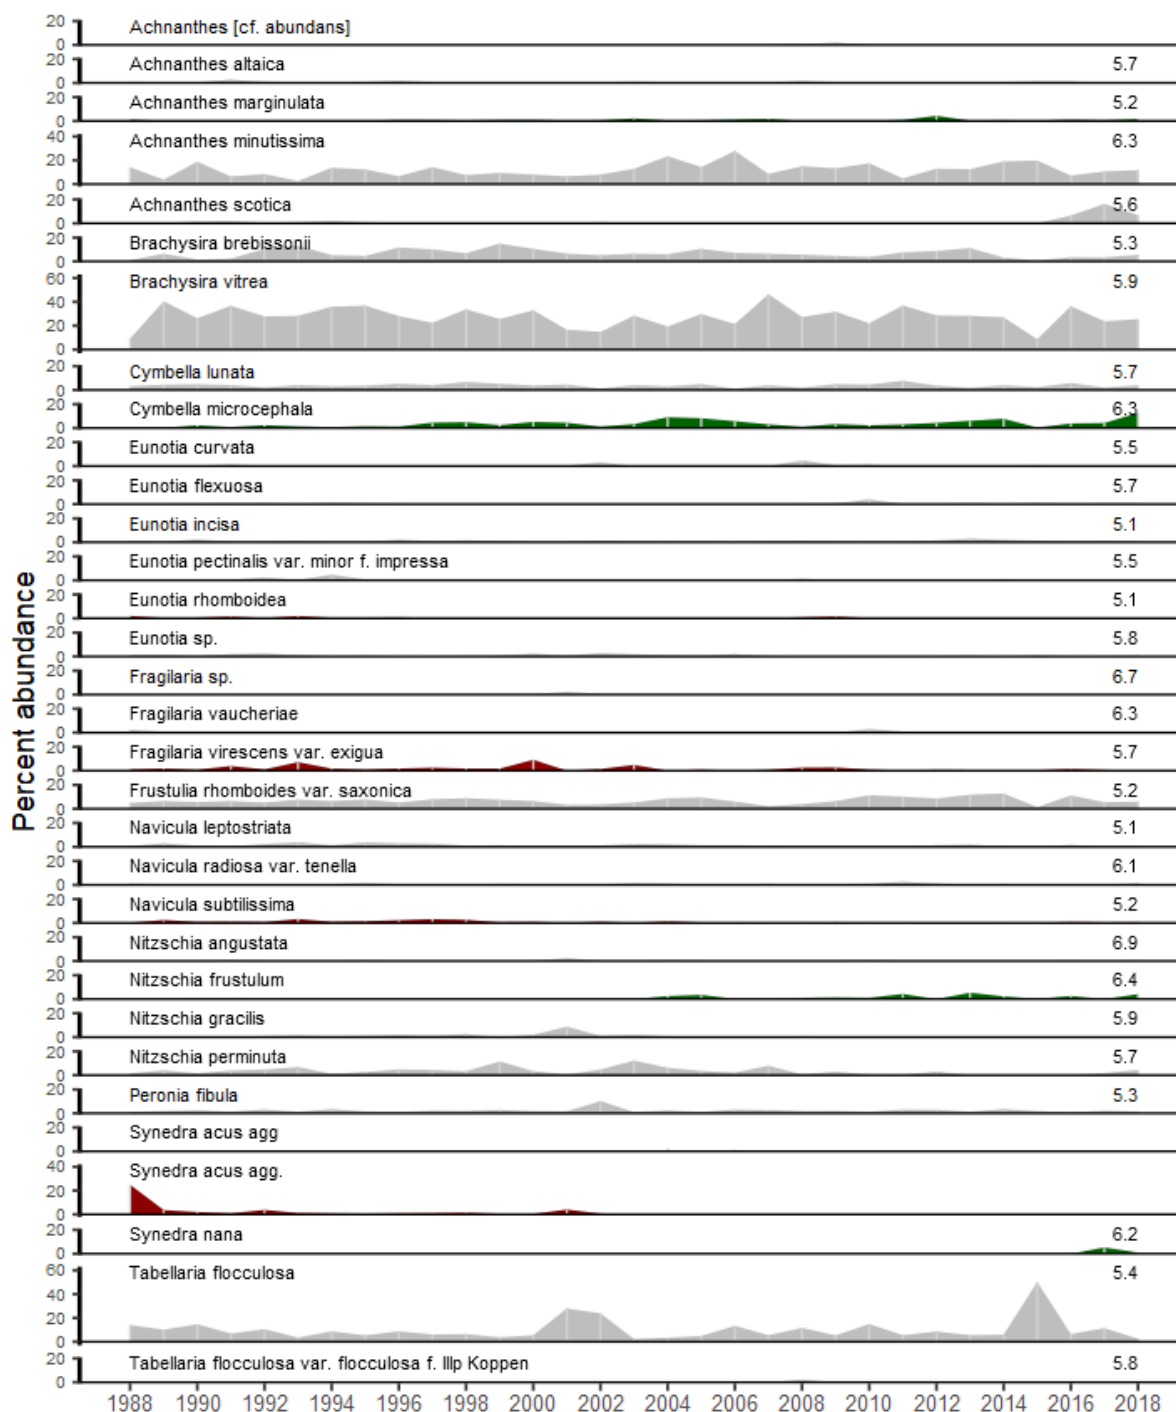 Percent abundance
20
0
Achnanthes [cf. abundans]
20
0
Achnanthes altaica 5.7
20
0
Achnanthes marginulata 5.2
40
20
0
Achnanthes minutissima 6.3
20
0
Achnanthes scotica 5.6
20
0
Brachysira brebissonii 5.3
60
40
20
0
Brachysira vitrea 5.9
20
0
Cymbella lunata 5.7
20
0
Cymbella microcephala 6.3
20
0
Eunotia curvata 5.5
20
0
Eunotia flexuosa 5.7
20
0
Eunotia incisa 5.1
20
0
Eunotia pectinalis var. minor f. impressa 5.5
20
0
Eunotia rhomboidea 5.1
20
0
Eunotia sp. 5.8
20
0
Fragilaria sp. 6.7
20
0
Fragilaria vaucheriae 6.3
20
0
Fragilaria virescens var. exigua 5.7
20
0
Frustulia rhomboides var. saxonica 5.2
20
0
Navicula leptostriata 5.1
20
0
Navicula radiosa var. tenella 6.1
20
0
Navicula subtilissima 5.2
20
0
Nitzschia angustata 6.9
20
0
Nitzschia frustulum 6.4
20
0
Nitzschia gracilis 5.9
20
0
Nitzschia perminuta 5.7
20
0
Peronia fibula 5.3
20
0
Synedra acus agg
40
20
0
Synedra acus agg.
20
0
Synedra nana 6.2
60
40
20
0
Tabellaria flocculosa 5.4
20
0
Tabellaria flocculosa var. flocculosa f. IIIp Koppen 5.8
1988 1990 1992 1994 1996 1998 2000 2002 2004 2006 2008 2010 2012 2014 2016 2018